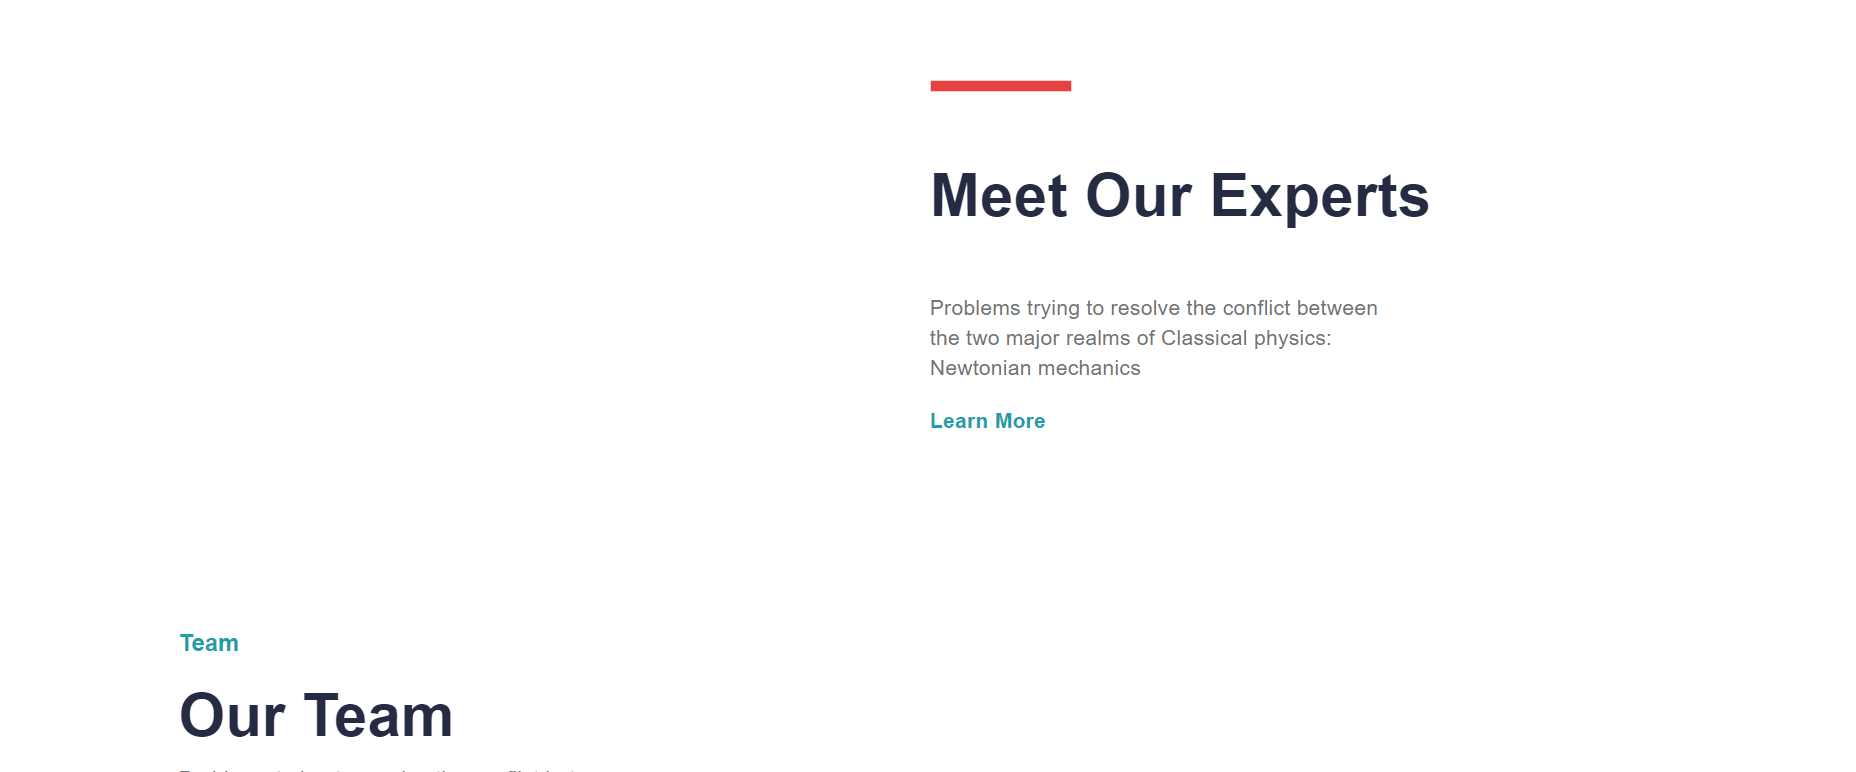 Meet Our Experts
Problems trying to resolve the conflict between
the two major realms of Classical physics:
Newtonian mechanics
Learn More
Team
Our Team